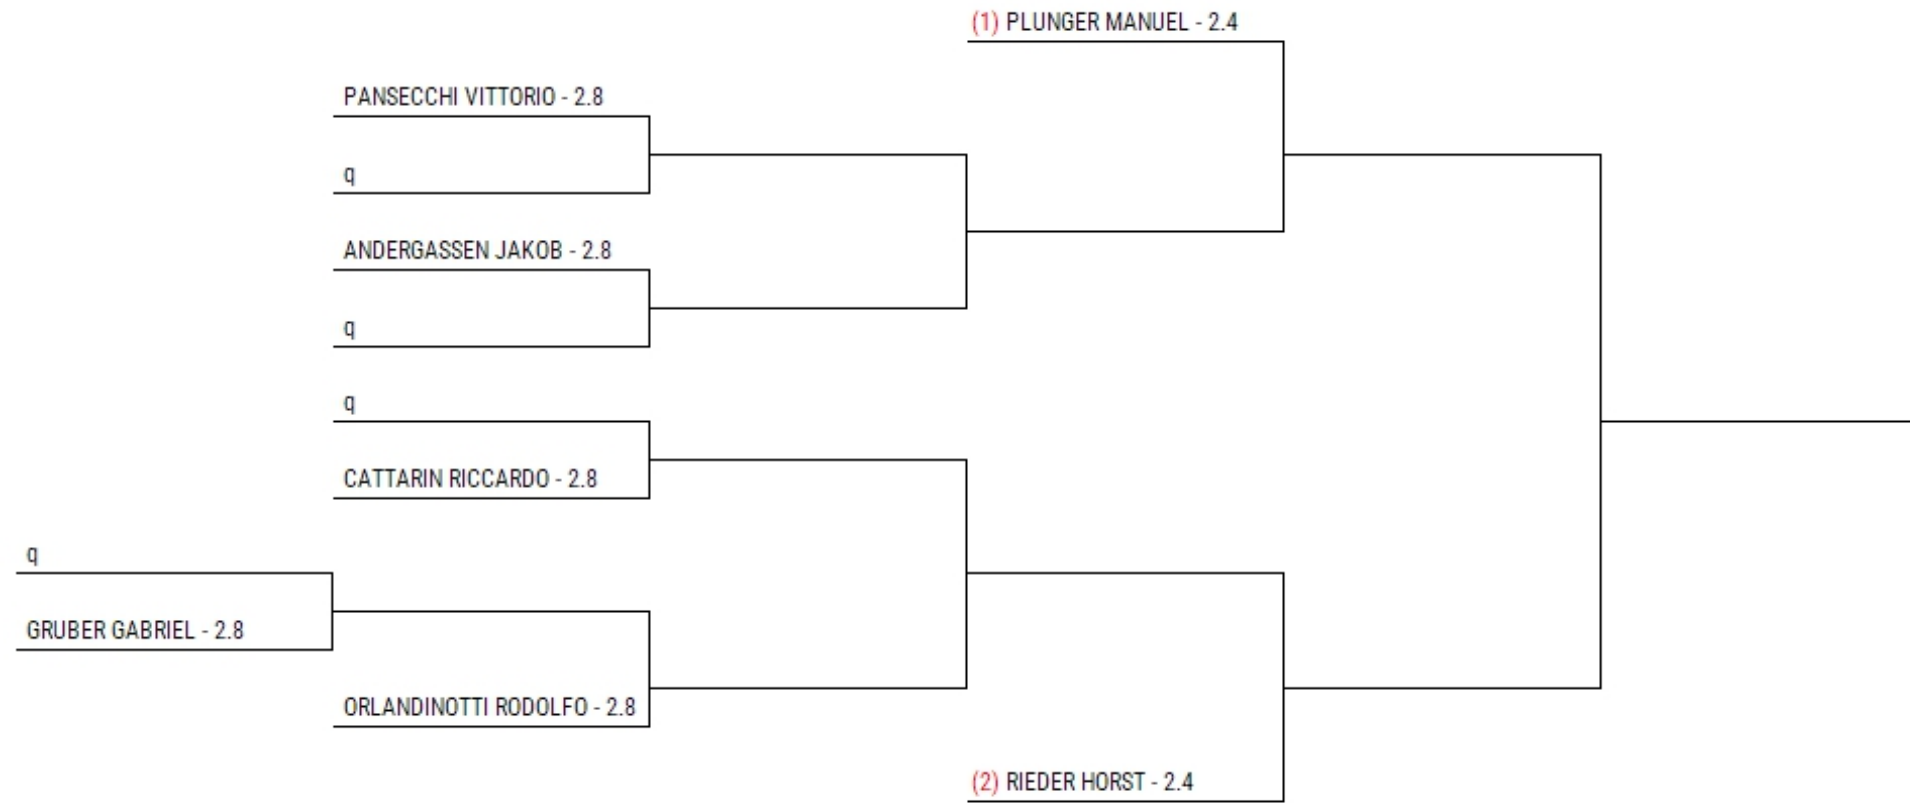 (1) PLUNGER MANUEL - 2.4
PANSECCHI VITTORIO - 2.8
q
ANDERGASSEN JAKOB - 2.8
q
q
CATTARIN RICCARDO - 2.8
q
GRUBER GABRIEL - 2.8
ORLANDINOTTI RODOLFO - 2.8
(2) RIEDER HORST - 2.4